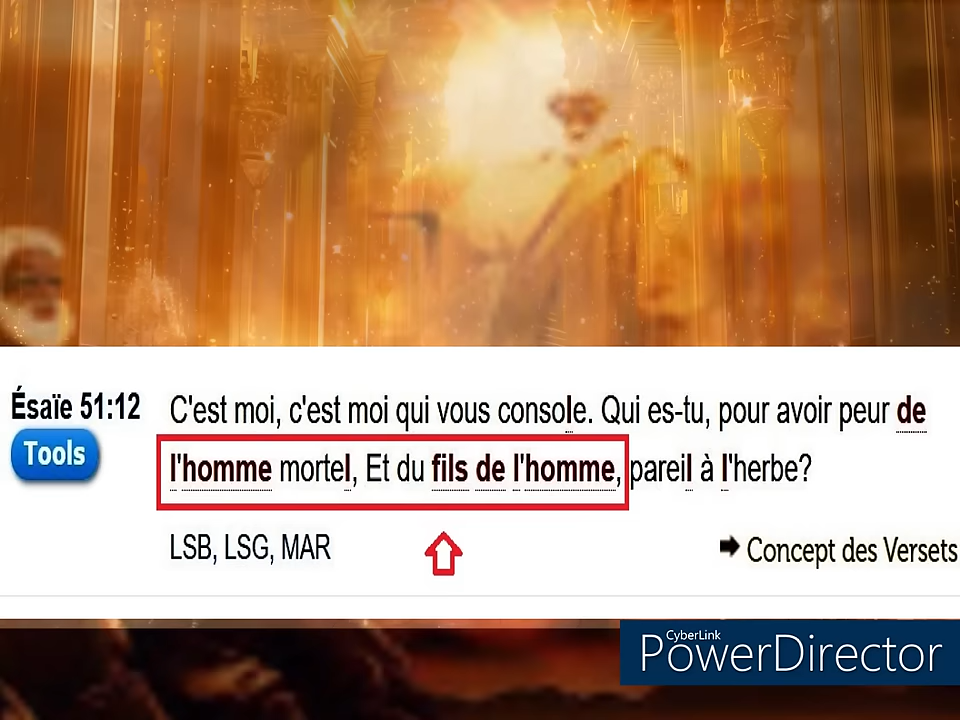 Ésaïe 51:12
Tools
C'est moi, c'est moi qui vous console. Qui es-tu, pour avoir peur de
l'homme mortel, Et du fils de l'homme, pareil à l'herbe?
LSB, LSG, MAR
Concept des Versets
CyberLink
PowerDirector